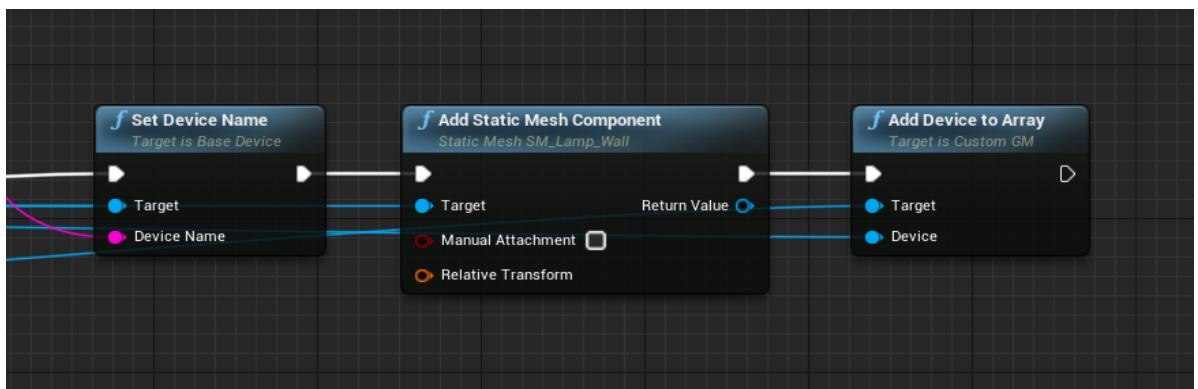 f Set Device Name
Target is Base Device
Target
Device Name
f Add Static Mesh Component
Static Mesh SM_Lamp_Wall
Target
Return Value
Manual Attachment
Relative Transform
f Add Device to Array
Target is Custom GM
Target
Device